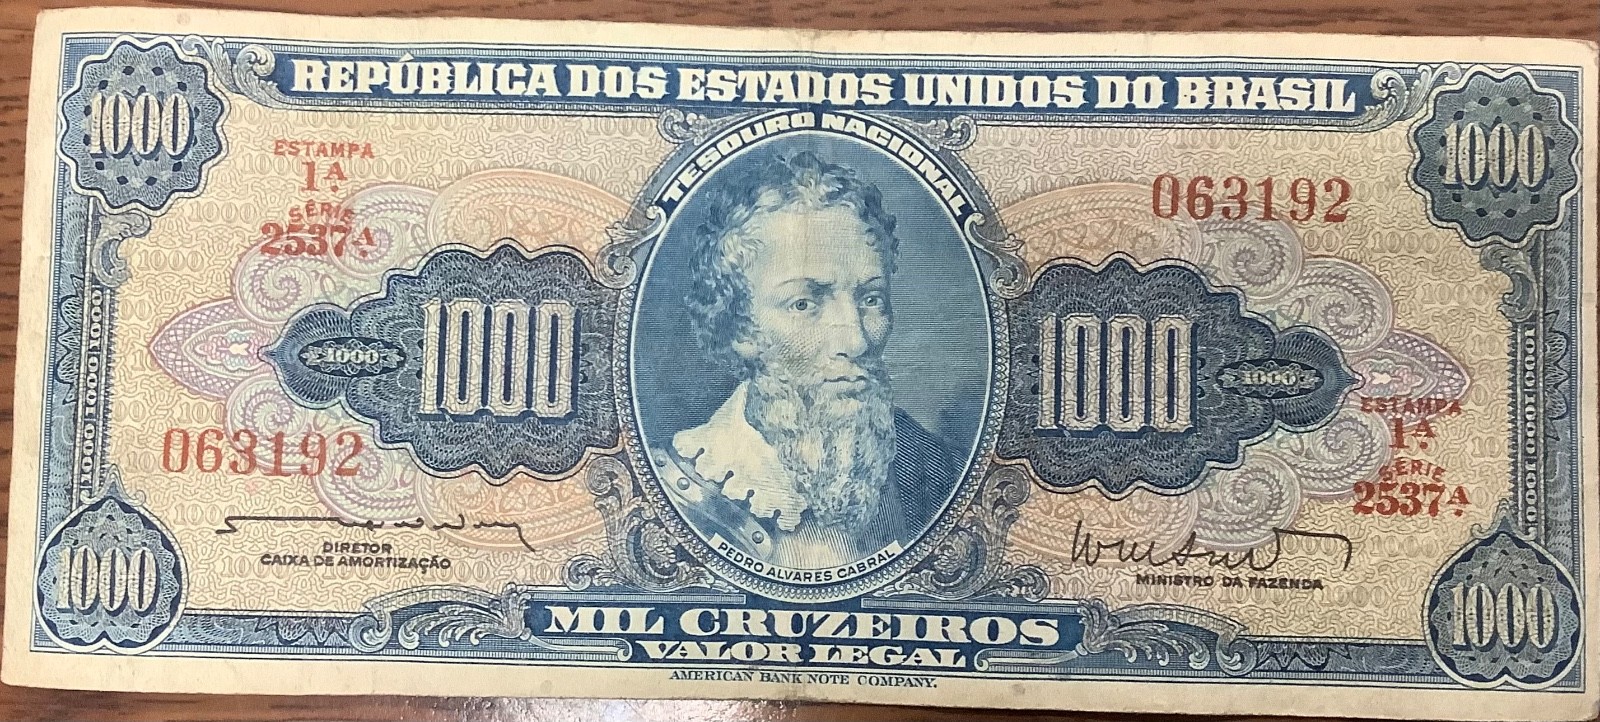 REPÚBLICA DOS ESTADOS UNIDOS DO BRASIL
TESOURO NACIONAL
1000
1000
ESTAMPA
1A.
SÉRIE
2537A.
063192
1000
1000
1000
1000
063192
ESTAMPA
1A.
SÉRIE
2537A.
DIRETOR
CAIXA DE AMORTIZAÇÃO
PEDRO ALVARES CABRAL
MINISTRO DA FAZENDA
1000
1000
MIL CRUZEIROS
VALOR LEGAL
AMERICAN BANK NOTE COMPANY.